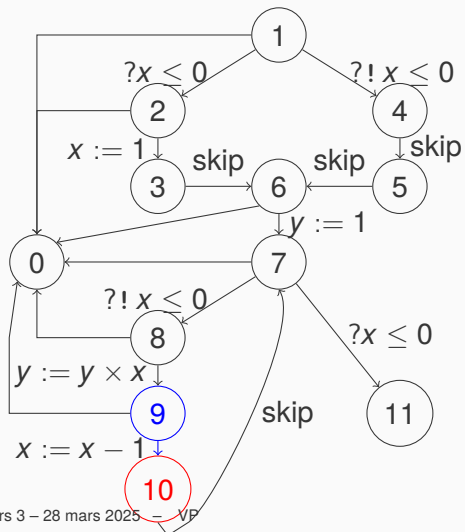 1
?x ≤ 0
?! x ≤ 0
2
4
x := 1
skip
skip
skip
3
6
5
y := 1
0
7
?! x ≤ 0
?x ≤ 0
8
y := y × x
9
skip
11
x := x − 1
10
rs 3 – 28 mars 2025 – VP